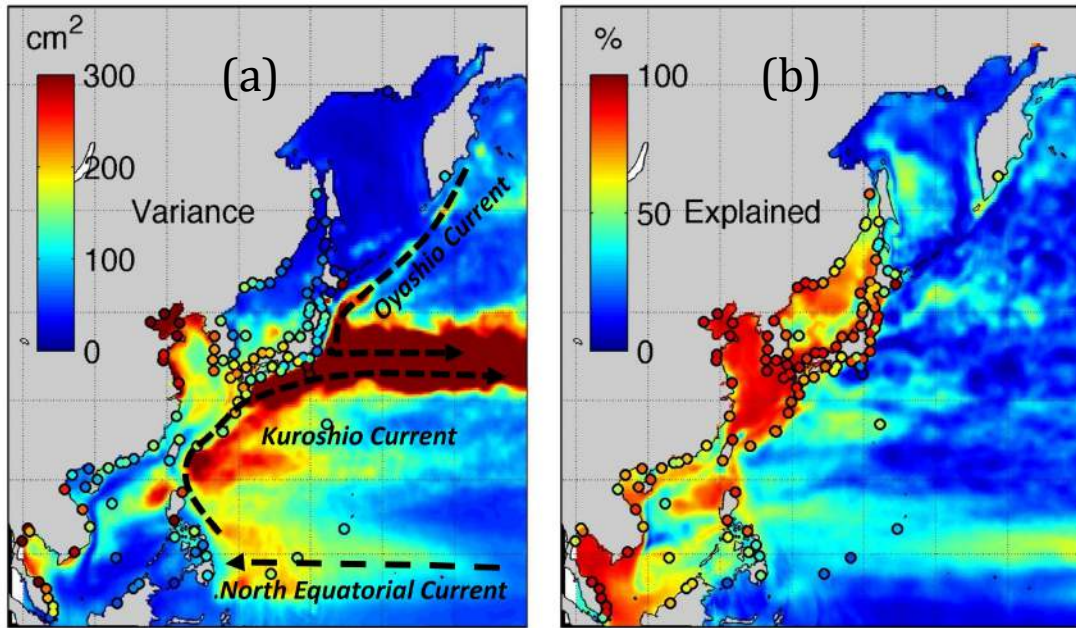 cm²
300
200
100
0
(a)
Variance
Oyashio Current
Kuroshio Current
North Equatorial Current
%
100
50
0
(b)
Explained